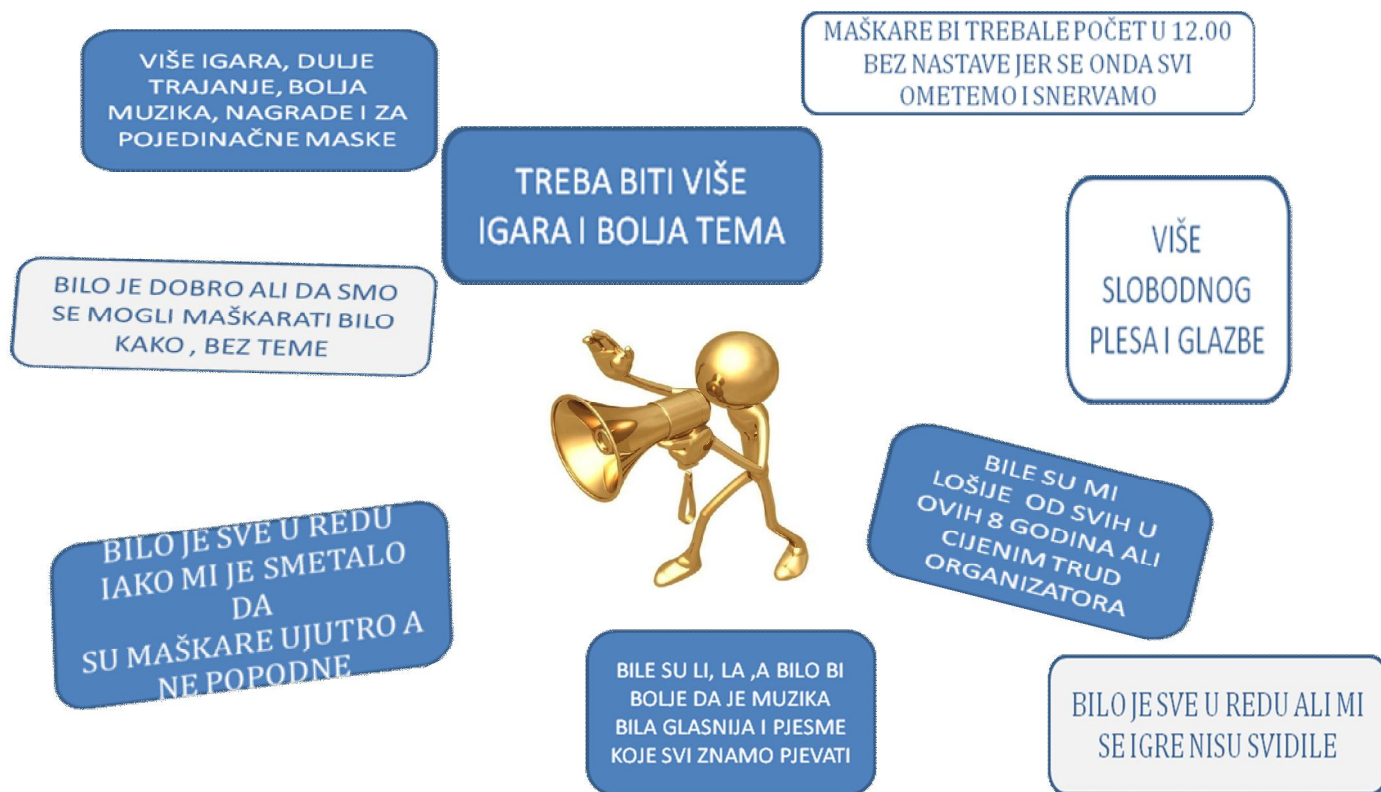 VIŠE IGARA, DULJE
TRAJANJE, BOLJA
MUZIKA, NAGRADE I ZA
POJEDINAČNE MASKE
MAŠKARE BI TREBALE POČET U 12.00
BEZ NASTAVE JER SE ONDA SVI
OMETEMO I SNERVAMO
TREBA BITI VIŠE
IGARA I BOLJA TEMA
VIŠE
SLOBODNOG
PLESA I GLAZBE
BILO JE DOBRO ALI DA SMO
SE MOGLI MAŠKARATI BILO
KAKO , BEZ TEME
BILE SU MI
LOŠIJE OD SVIH U
OVIH 8 GODINA ALI
CIJENIM TRUD
ORGANIZATORA
BILO JE SVE U REDU
IAKO MI JE SMETALO
DA
SU MAŠKARE UJUTRO A
NE POPODNE
BILE SU LI, LA ,A BILO BI
BOLJE DA JE MUZIKA
BILA GLASNIJA I PJESME
KOJE SVI ZNAMO PJEVATI
BILO JE SVE U REDU ALI MI
SE IGRE NISU SVIDILE